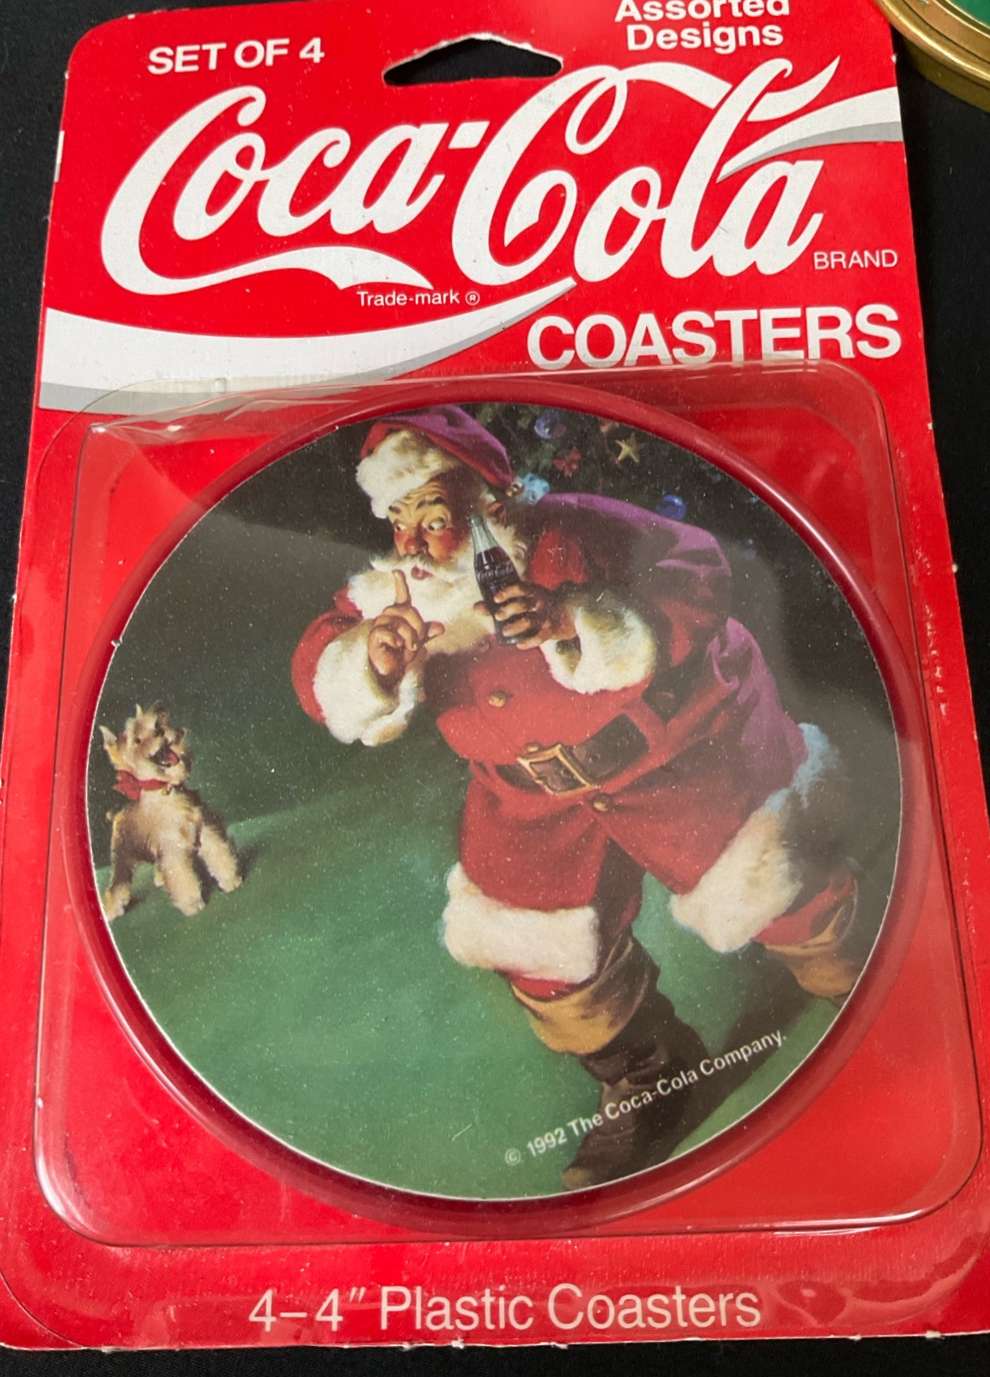 SET OF 4
Assorted
Designs
Coca-Cola
BRAND
Trade-mark ®
COASTERS
© 1992 The Coca-Cola Company.
4–4" Plastic Coasters